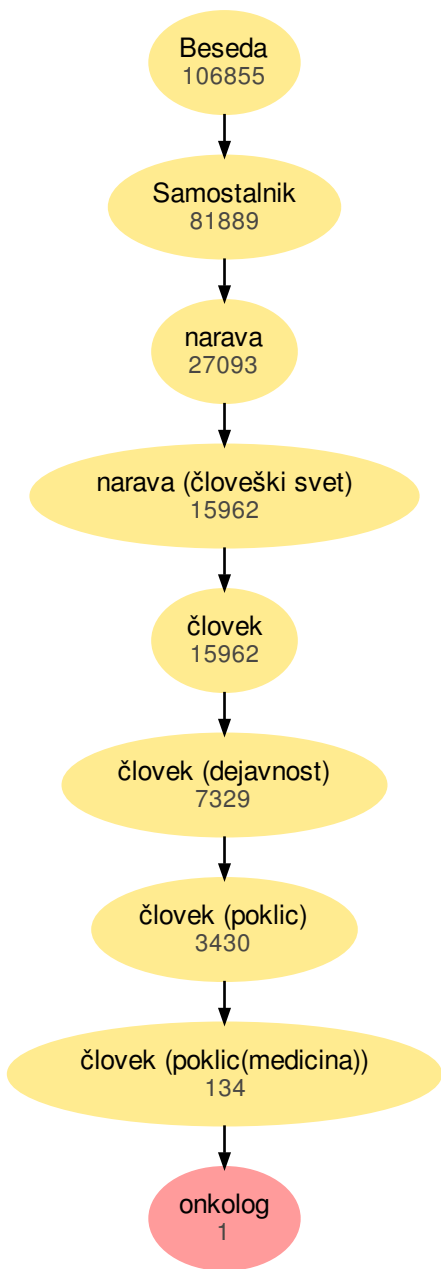 Beseda
106855
Samostalnik
81889
narava
27093
narava (človeški svet)
15962
človek
15962
človek (dejavnost)
7329
človek (poklic)
3430
človek (poklic(medicina))
134
onkolog
1